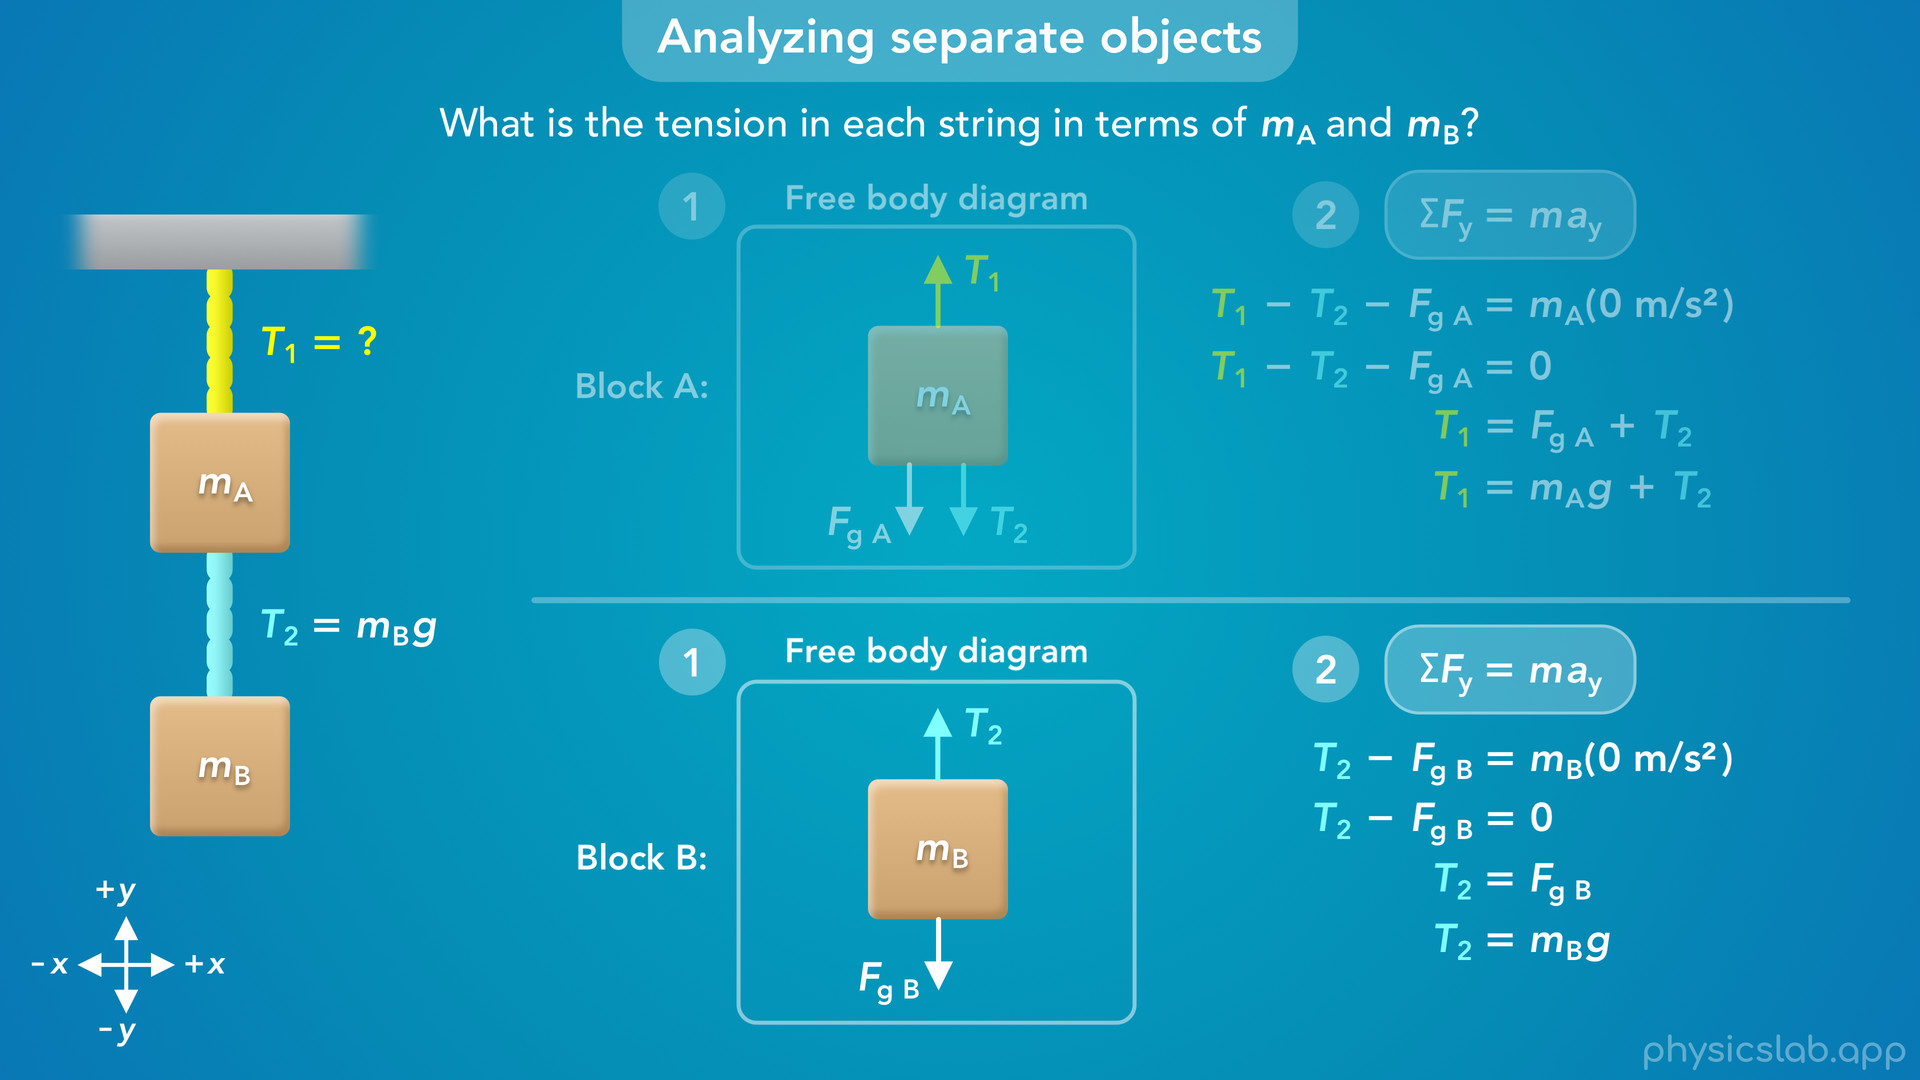 Analyzing separate objects
What is the tension in each string in terms of mA and mB?
T1 = ?
mA
T2 = mBg
mB
+y
-x
+x
-y
1
Free body diagram
Block A:
T1
mA
Fg A
T2
2
ΣFy = may
T1 − T2 − Fg A = mA(0 m/s²)
T1 − T2 − Fg A = 0
T1 = Fg A + T2
T1 = mAg + T2
1
Free body diagram
Block B:
T2
mB
Fg B
2
ΣFy = may
T2 − Fg B = mB(0 m/s²)
T2 − Fg B = 0
T2 = Fg B
T2 = mBg
physicslab.app